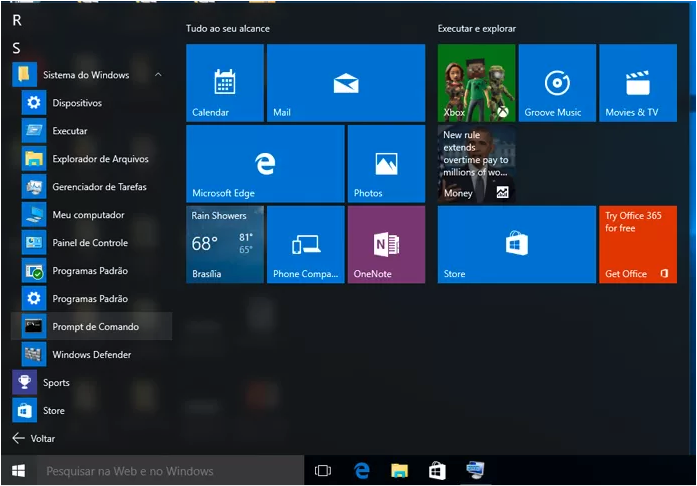 R
S
Sistema do Windows
Dispositivos
Executar
Explorador de Arquivos
Gerenciador de Tarefas
Meu computador
Painel de Controle
Programas Padrão
Programas Padrão
Prompt de Comando
Windows Defender
Sports
Store
Voltar
Tudo ao seu alcance
Calendar
Mail
Microsoft Edge
Photos
Rain Showers
68°
81°
65°
Brasília
Phone Compa...
OneNote
Executar e explorar
Xbox
Groove Music
Movies & TV
New rule
extends
overtime pay to
millions of wo...
Money
Store
Try Office 365
for free
Get Office
Pesquisar na Web e no Windows